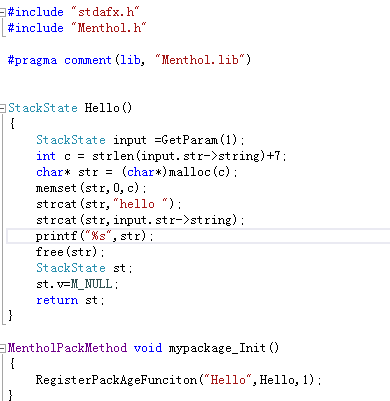 #include "stdafx.h"
#include "Menthol.h"
#pragma comment(lib, "Menthol.lib")
StackState Hello()
{
StackState input =GetParam(1);
int c = strlen(input.str->string)+7;
char* str = (char*)malloc(c);
memset(str,0,c);
strcat(str,"hello ");
strcat(str,input.str->string);
printf("%s",str);
free(str);
StackState st;
st.v=M_NULL;
return st;
}
MentholPackMethod void mypackage_Init()
{
RegisterPackAgeFunciton("Hello",Hello,1);
}